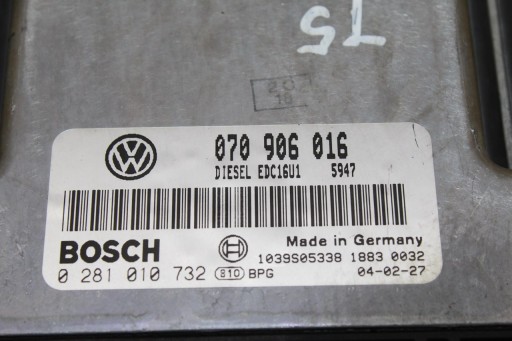 T5
070 906 016
DIESEL EDC16U1 5947
BOSCH
Made in Germany
1039S05338 1883 0032
0 281 010 732 810 BPG
04-02-27